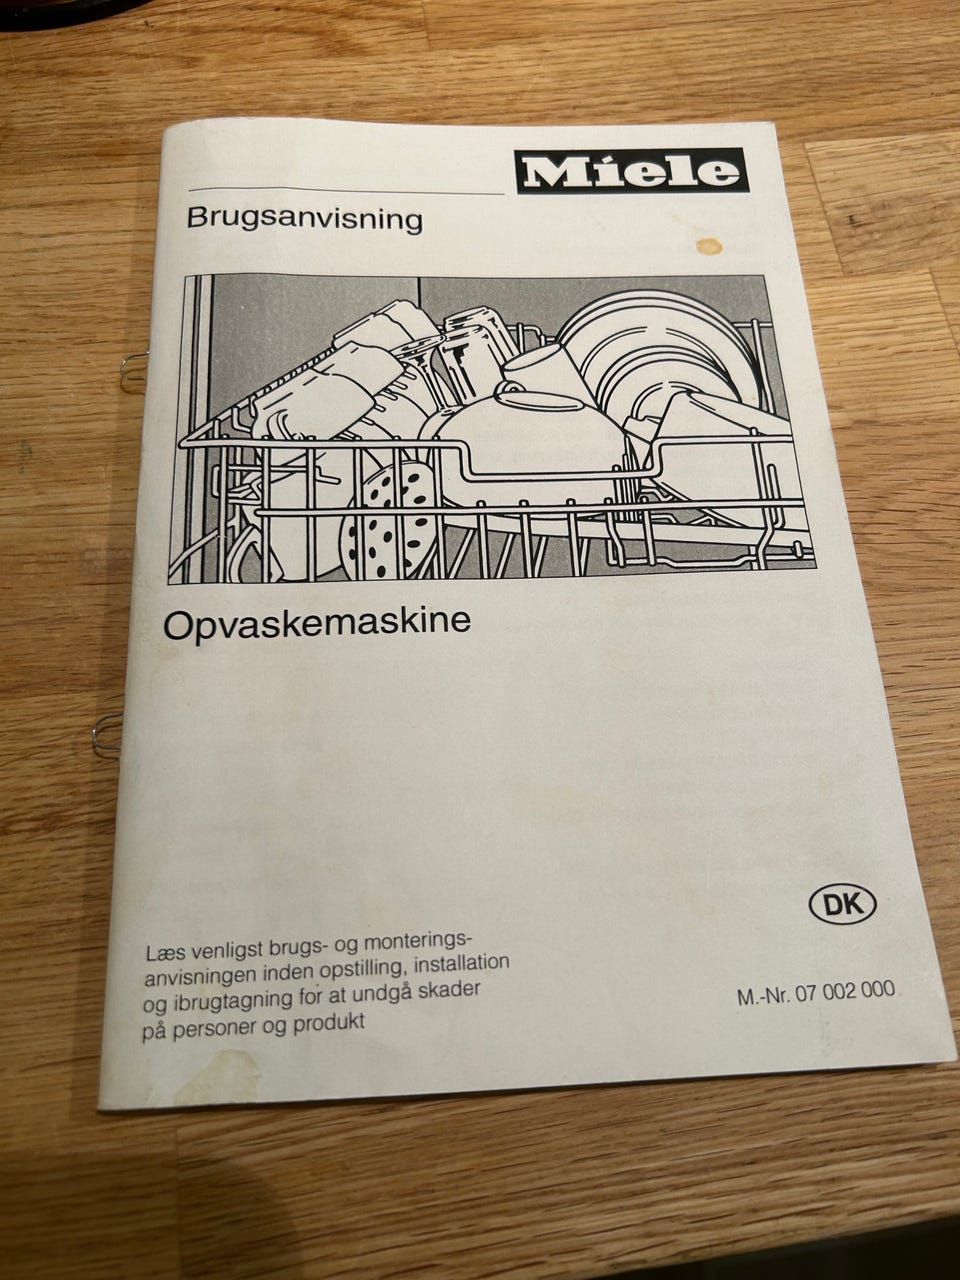 Miele
Brugsanvisning
Opvaskemaskine
DK
Læs venligst brugs- og monterings-
anvisningen inden opstilling, installation
og ibrugtagning for at undgå skader
på personer og produkt
M.-Nr. 07 002 000